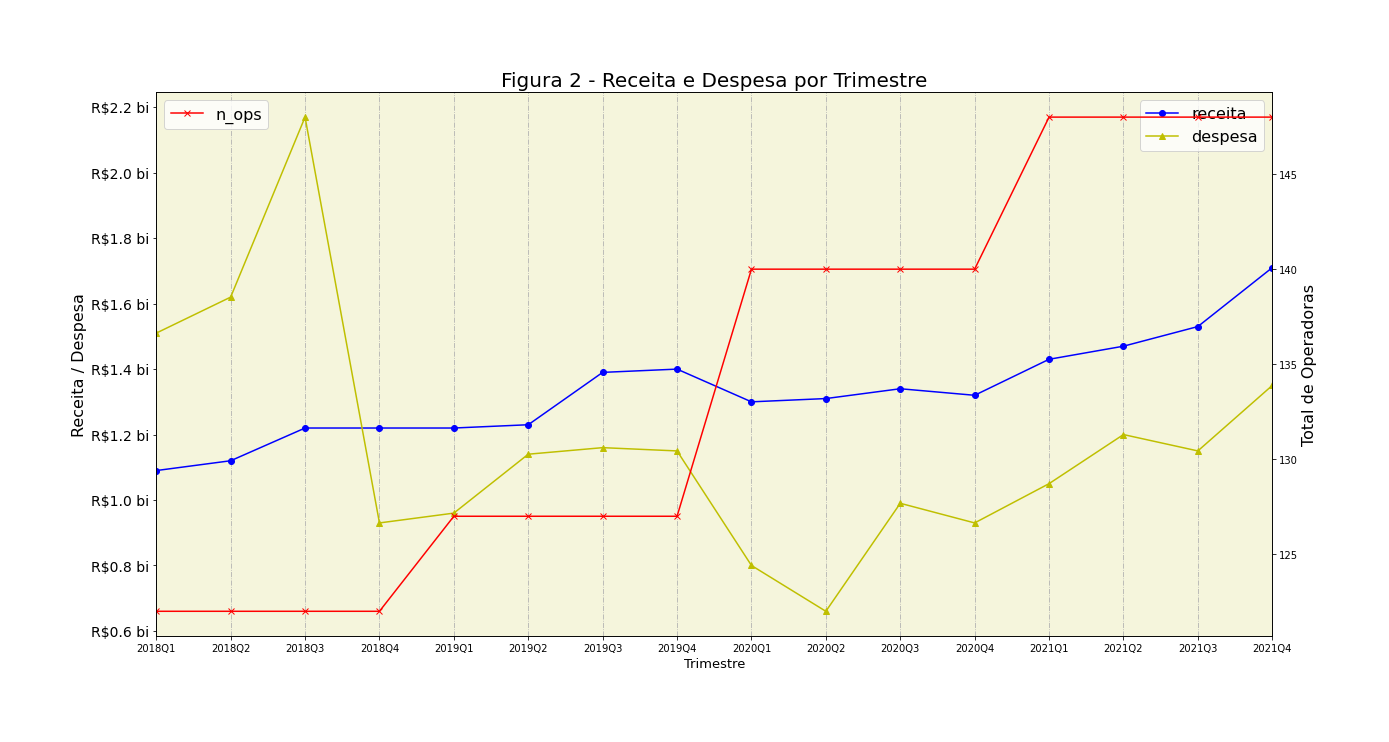 Figura 2 - Receita e Despesa por Trimestre
n_ops
receita
despesa
R$2.2 bi
R$2.0 bi
R$1.8 bi
R$1.6 bi
R$1.4 bi
R$1.2 bi
R$1.0 bi
R$0.8 bi
R$0.6 bi
Receita / Despesa
145
140
135
130
125
Total de Operadoras
2018Q1 2018Q2 2018Q3 2018Q4 2019Q1 2019Q2 2019Q3 2019Q4 2020Q1 2020Q2 2020Q3 2020Q4 2021Q1 2021Q2 2021Q3 2021Q4
Trimestre